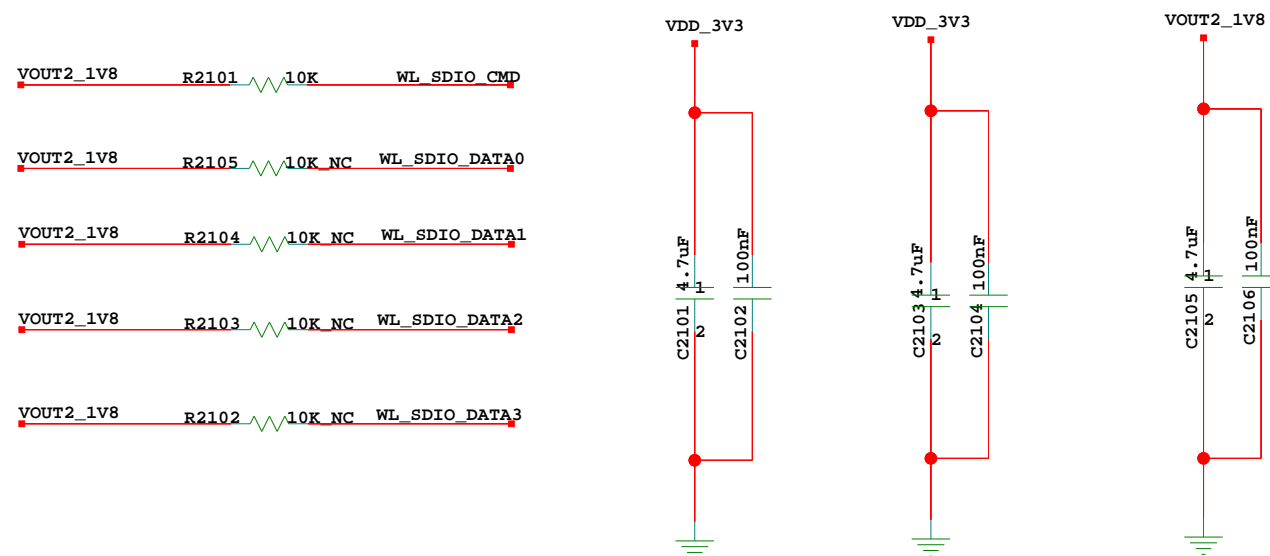 VOUT2_1V8 R2101 10K WL_SDIO_CMD
VOUT2_1V8 R2105 10K_NC WL_SDIO_DATA0
VOUT2_1V8 R2104 10K_NC WL_SDIO_DATA1
VOUT2_1V8 R2103 10K_NC WL_SDIO_DATA2
VOUT2_1V8 R2102 10K_NC WL_SDIO_DATA3
VDD_3V3
C2101 4.7uF
1
2
C2102 100nF
VDD_3V3
C2103 4.7uF
1
2
C2104 100nF
VOUT2_1V8
C2105 4.7uF
1
2
C2106 100nF